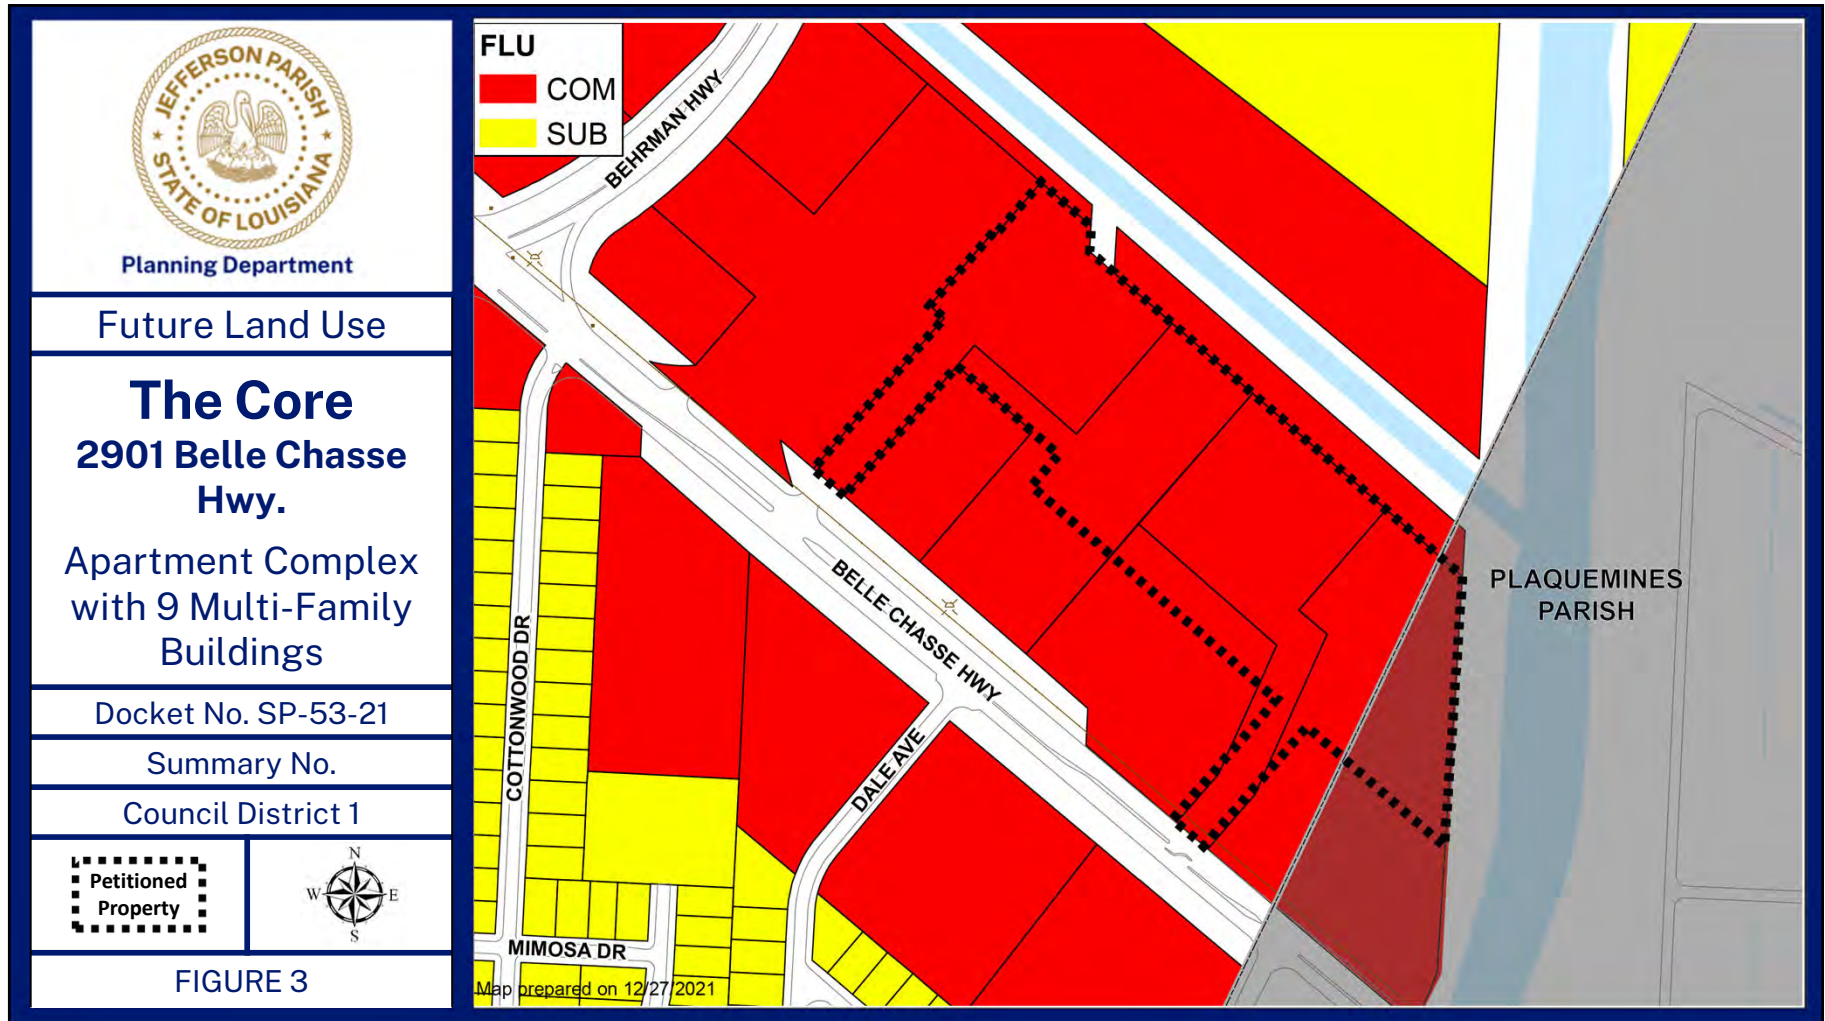 JEFFERSON PARISH
STATE OF LOUISIANA
Planning Department
Future Land Use
The Core
2901 Belle Chasse
Hwy.
Apartment Complex
with 9 Multi-Family
Buildings
Docket No. SP-53-21
Summary No.
Council District 1
Petitioned
Property
N
W E
S
FIGURE 3
FLU
COM
SUB
BEHRMAN HWY
BELLE CHASSE HWY
COTTONWOOD DR
DALE AVE
MIMOSA DR
PLAQUEMINES
PARISH
Map prepared on 12/27/2021